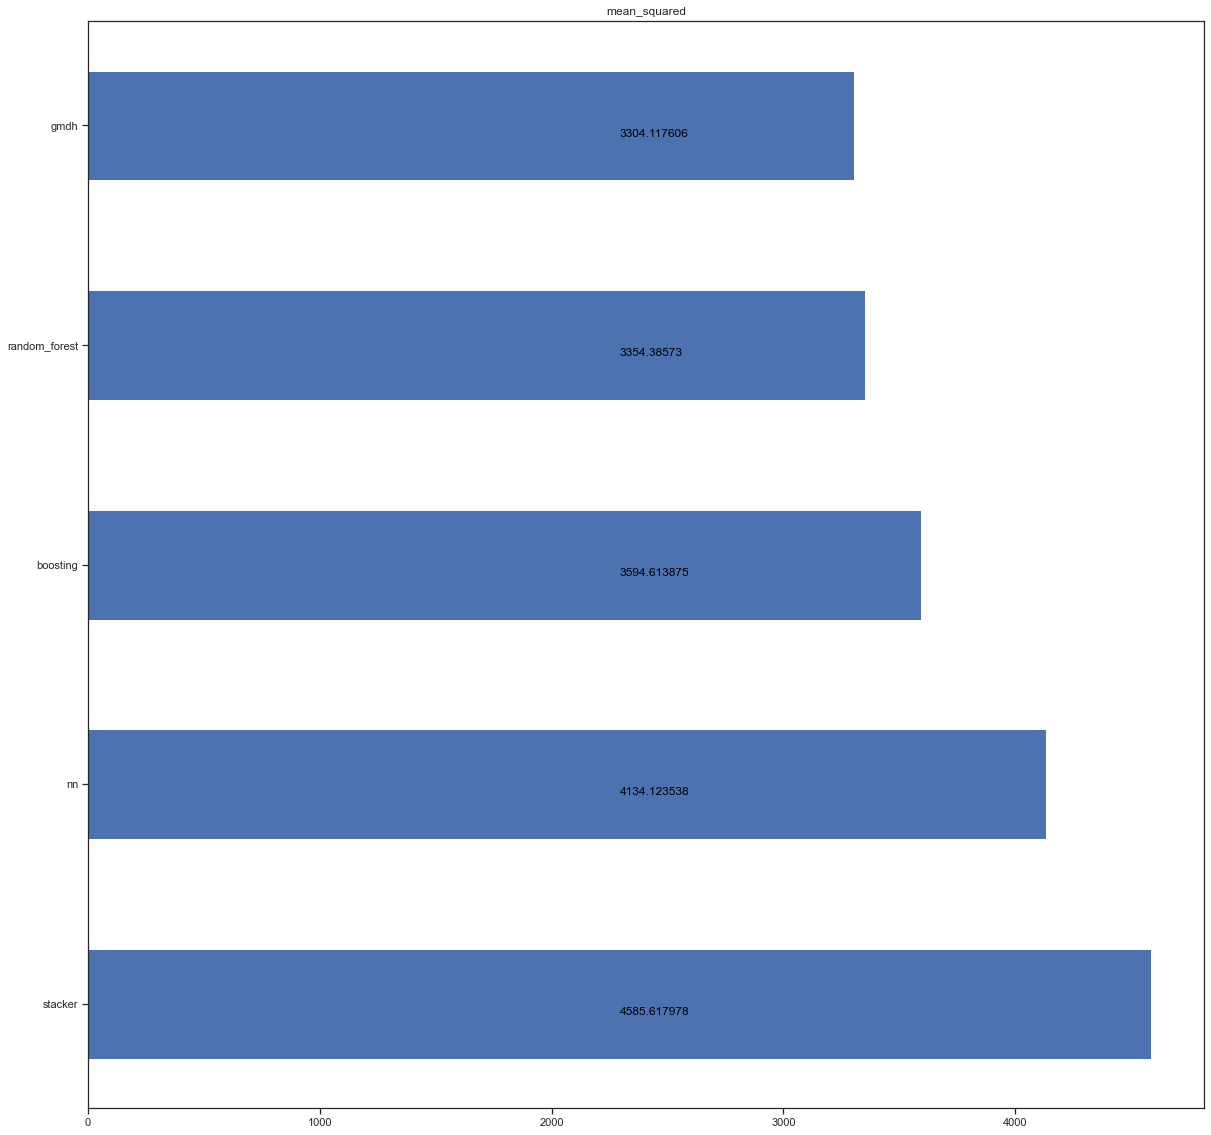 mean_squared
gmdh
3304.117606
random_forest
3354.38573
boosting
3594.613875
nn
4134.123538
stacker
4585.617978
0 1000 2000 3000 4000